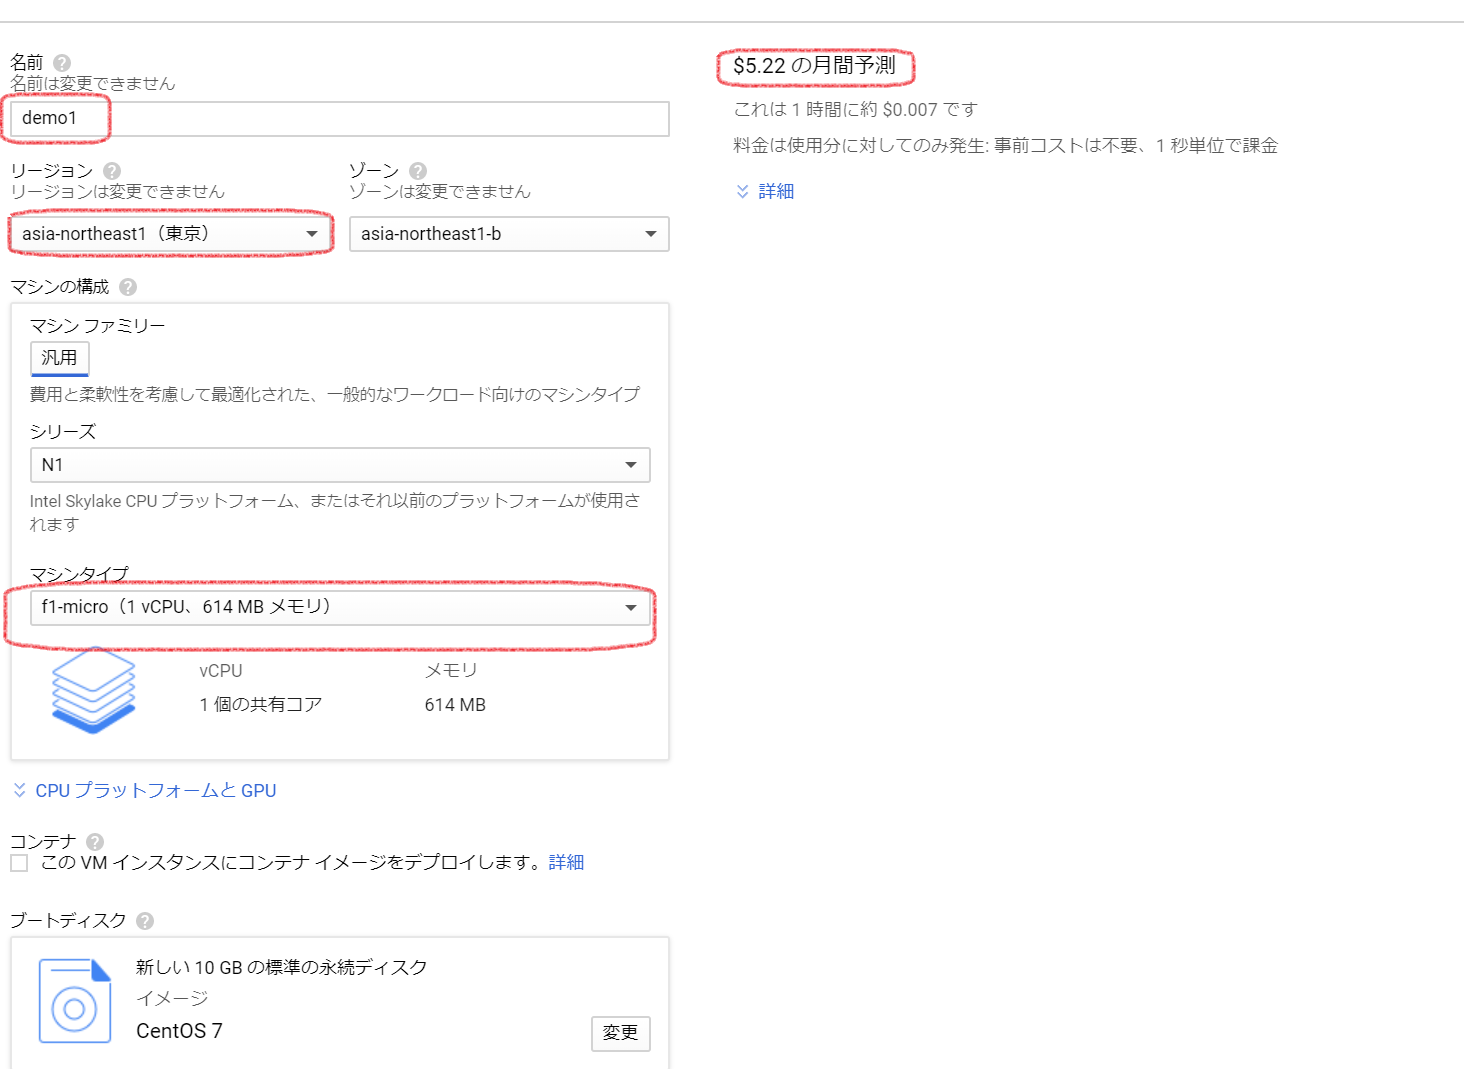 名前
名前は変更できません
demo1
リージョン
リージョンは変更できません
asia-northeast1（東京）
ゾーン
ゾーンは変更できません
asia-northeast1-b
マシンの構成
マシン ファミリー
汎用
費用と柔軟性を考慮して最適化された、一般的なワークロード向けのマシンタイプ
シリーズ
N1
Intel Skylake CPU プラットフォーム、またはそれ以前のプラットフォームが使用さ
れます
マシンタイプ
f1-micro（1 vCPU、614 MB メモリ）
vCPU
1 個の共有コア
メモリ
614 MB
CPU プラットフォームと GPU
コンテナ
この VM インスタンスにコンテナ イメージをデプロイします。詳細
ブートディスク
新しい 10 GB の標準の永続ディスク
イメージ
CentOS 7
変更
$5.22 の月間予測
これは 1 時間に約 $0.007 です
料金は使用分に対してのみ発生: 事前コストは不要、1 秒単位で課金
詳細